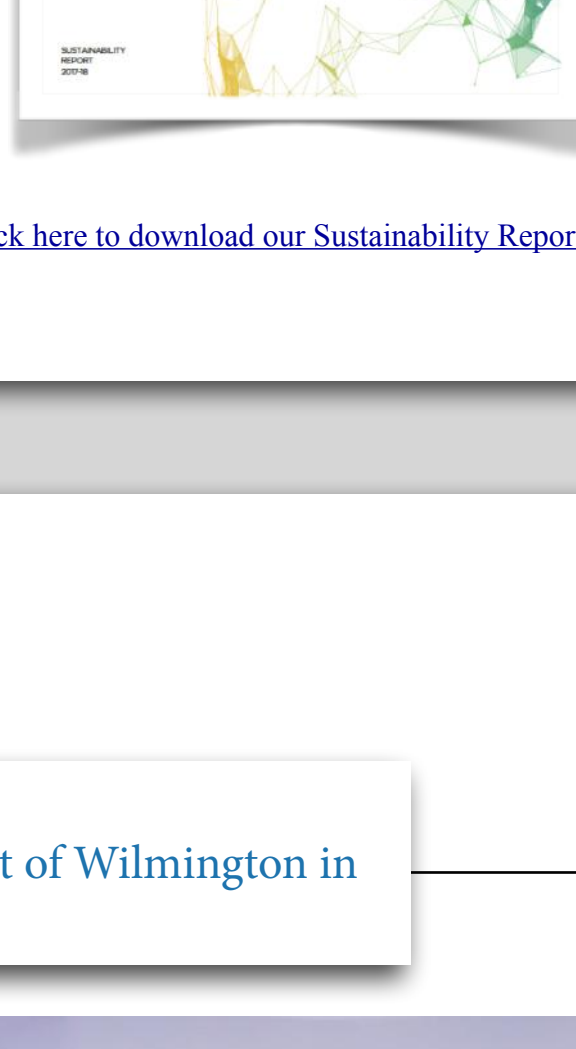 SUSTAINABILITY
REPORT
2017-18
ck here to download our Sustainability Repor
t of Wilmington in